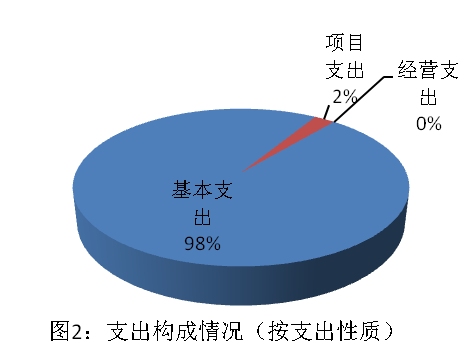 项目
支出
2%
经营支
出
0%
基本支
出
98%
图2：支出构成情况（按支出性质）